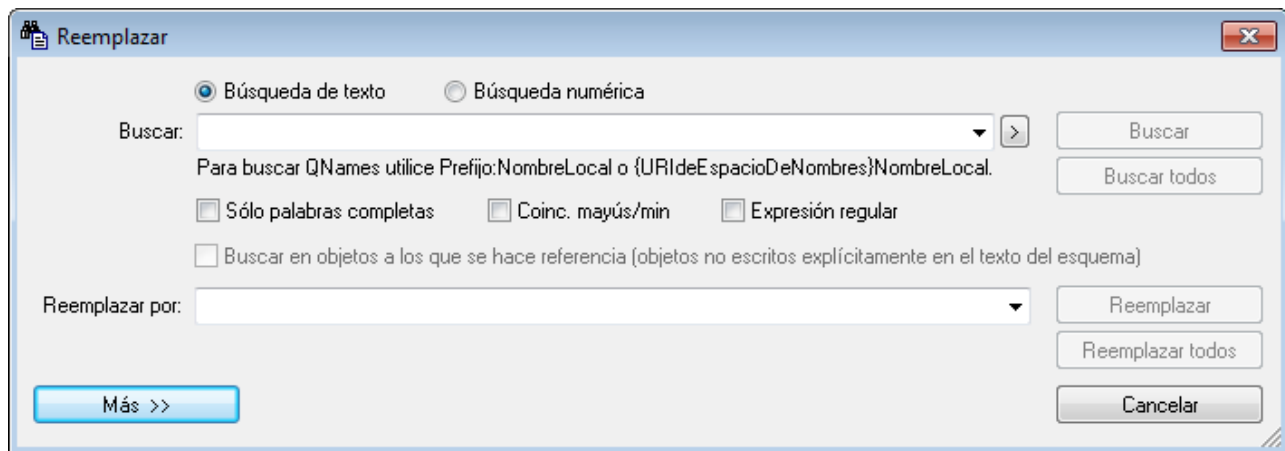 Reemplazar
Búsqueda de texto Búsqueda numérica
Buscar: > Buscar
Para buscar QNames utilice Prefijo:NombreLocal o {URIdeEspacioDeNombres}NombreLocal.
Buscar todos
Sólo palabras completas Coinc. mayús/min Expresión regular
Buscar en objetos a los que se hace referencia (objetos no escritos explícitamente en el texto del esquema)
Reemplazar por: Reemplazar
Reemplazar todos
Más >> Cancelar